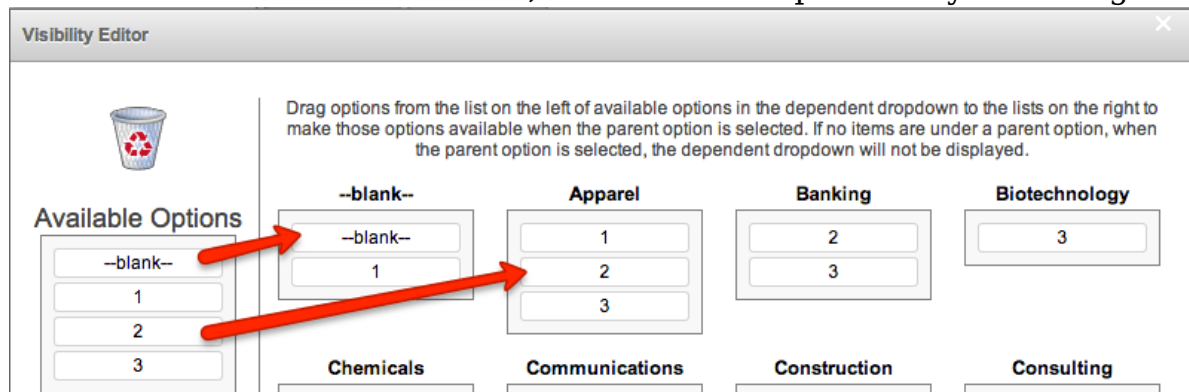 Visibility Editor
Drag options from the list on the left of available options in the dependent dropdown to the lists on the right to
make those options available when the parent option is selected. If no items are under a parent option, when
the parent option is selected, the dependent dropdown will not be displayed.
Available Options
--blank--
1
2
3
--blank--
--blank--
1
Apparel
1
2
3
Banking
2
3
Biotechnology
3
Chemicals
Communications
Construction
Consulting